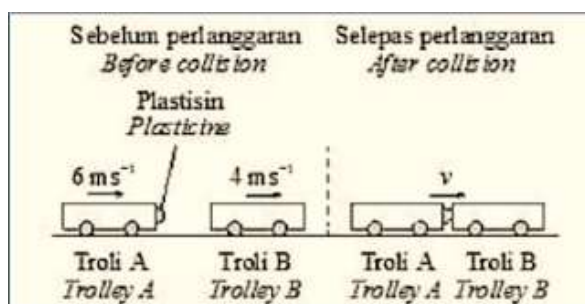 Sebelum perlanggaran
Before collision
Selepas perlanggaran
After collision
Plastisin
Plasticine
6 ms⁻¹
4 ms⁻¹
v
Troli A
Trolley A
Troli B
Trolley B
Troli A Troli B
Trolley A Trolley B